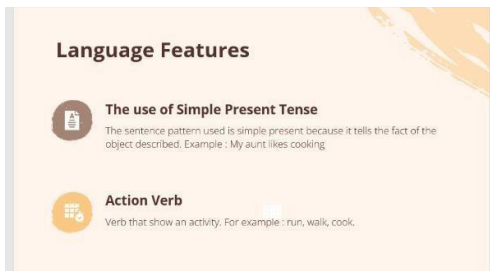 Language Features
The use of Simple Present Tense
The sentence pattern used is simple present because it tells the fact of the
object described. Example : My aunt likes cooking
Action Verb
Verb that show an activity. For example : run, walk, cook.